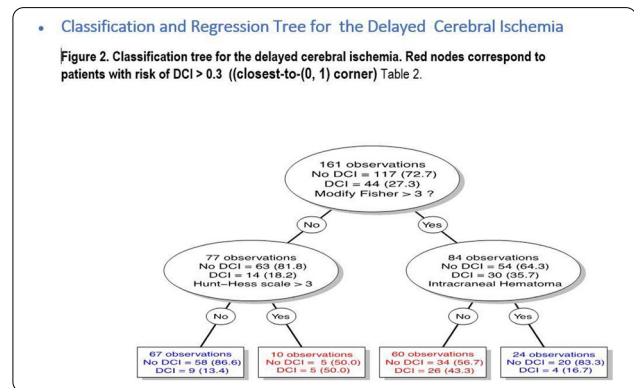 • Classification and Regression Tree for the Delayed Cerebral Ischemia
Figure 2. Classification tree for the delayed cerebral ischemia. Red nodes correspond to
patients with risk of DCI > 0.3 ((closest-to-(0, 1) corner) Table 2.
161 observations
No DCI = 117 (72.7)
DCI = 44 (27.3)
Modify Fisher > 3 ?
No
Yes
77 observations
No DCI = 63 (81.8)
DCI = 14 (18.2)
Hunt-Hess scale > 3
84 observations
No DCI = 54 (64.3)
DCI = 30 (35.7)
Intracraneal Hematoma
No
Yes
No
Yes
67 observations
No DCI = 58 (86.6)
DCI = 9 (13.4)
10 observations
No DCI = 5 (50.0)
DCI = 5 (50.0)
60 observations
No DCI = 34 (56.7)
DCI = 26 (43.3)
24 observations
No DCI = 20 (83.3)
DCI = 4 (16.7)